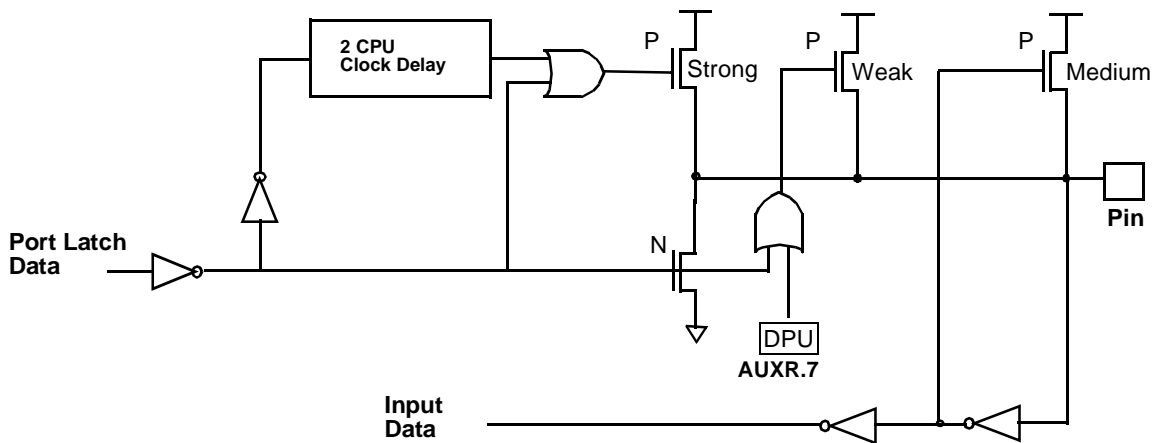 2 CPU
Clock Delay
P
Strong
P
Weak
P
Medium
Pin
Port Latch
Data
N
DPU
AUXR.7
Input
Data